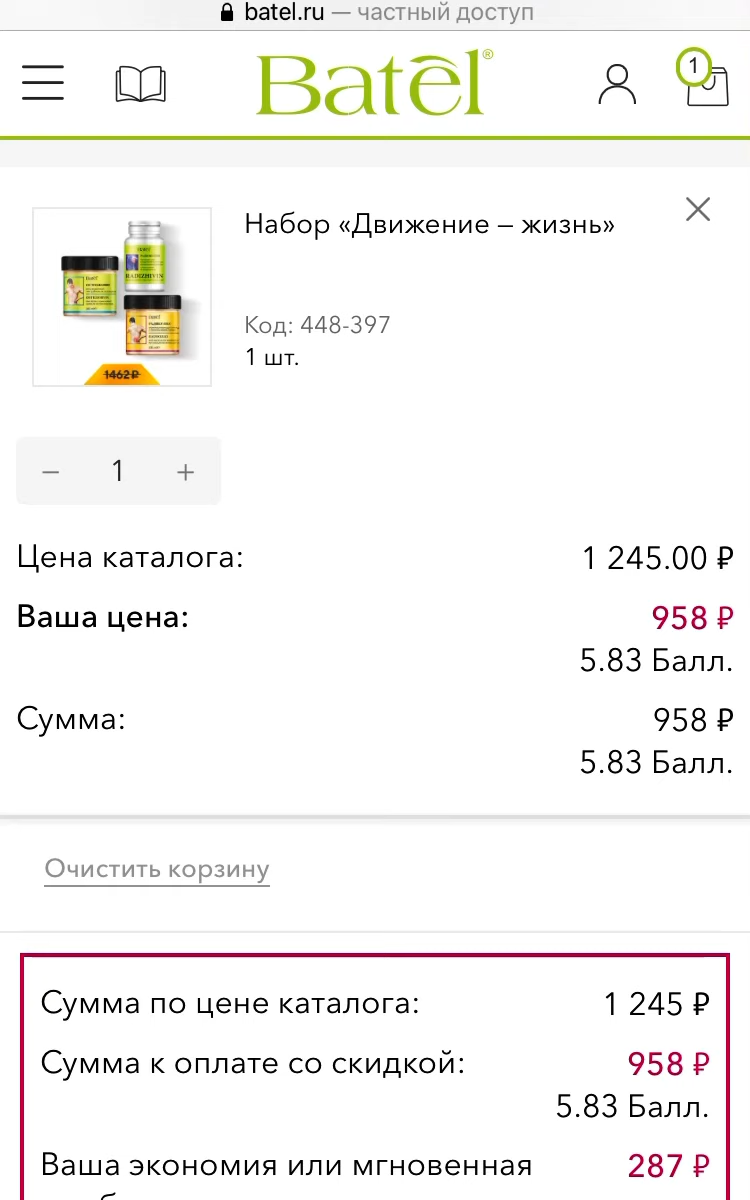 batel.ru — частный доступ
Batel®
1
Набор «Движение – жизнь»
Код: 448-397
1 шт.
Batel
1462₽
− 1 +
Цена каталога: 1 245.00 ₽
Ваша цена: 958 ₽
5.83 Балл.
Сумма: 958 ₽
5.83 Балл.
Очистить корзину
Сумма по цене каталога: 1 245 ₽
Сумма к оплате со скидкой: 958 ₽
5.83 Балл.
Ваша экономия или мгновенная 287 ₽